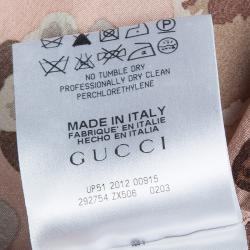 NO TUMBLE DRY
PROFESSIONALLY DRY CLEAN
PERCHLORETHYLENE
MADE IN ITALY
FABRIQUÉ EN ITALIE
HECHO EN ITALIA
GUCCI
UP51 2012 00915
292754 ZX506 0203